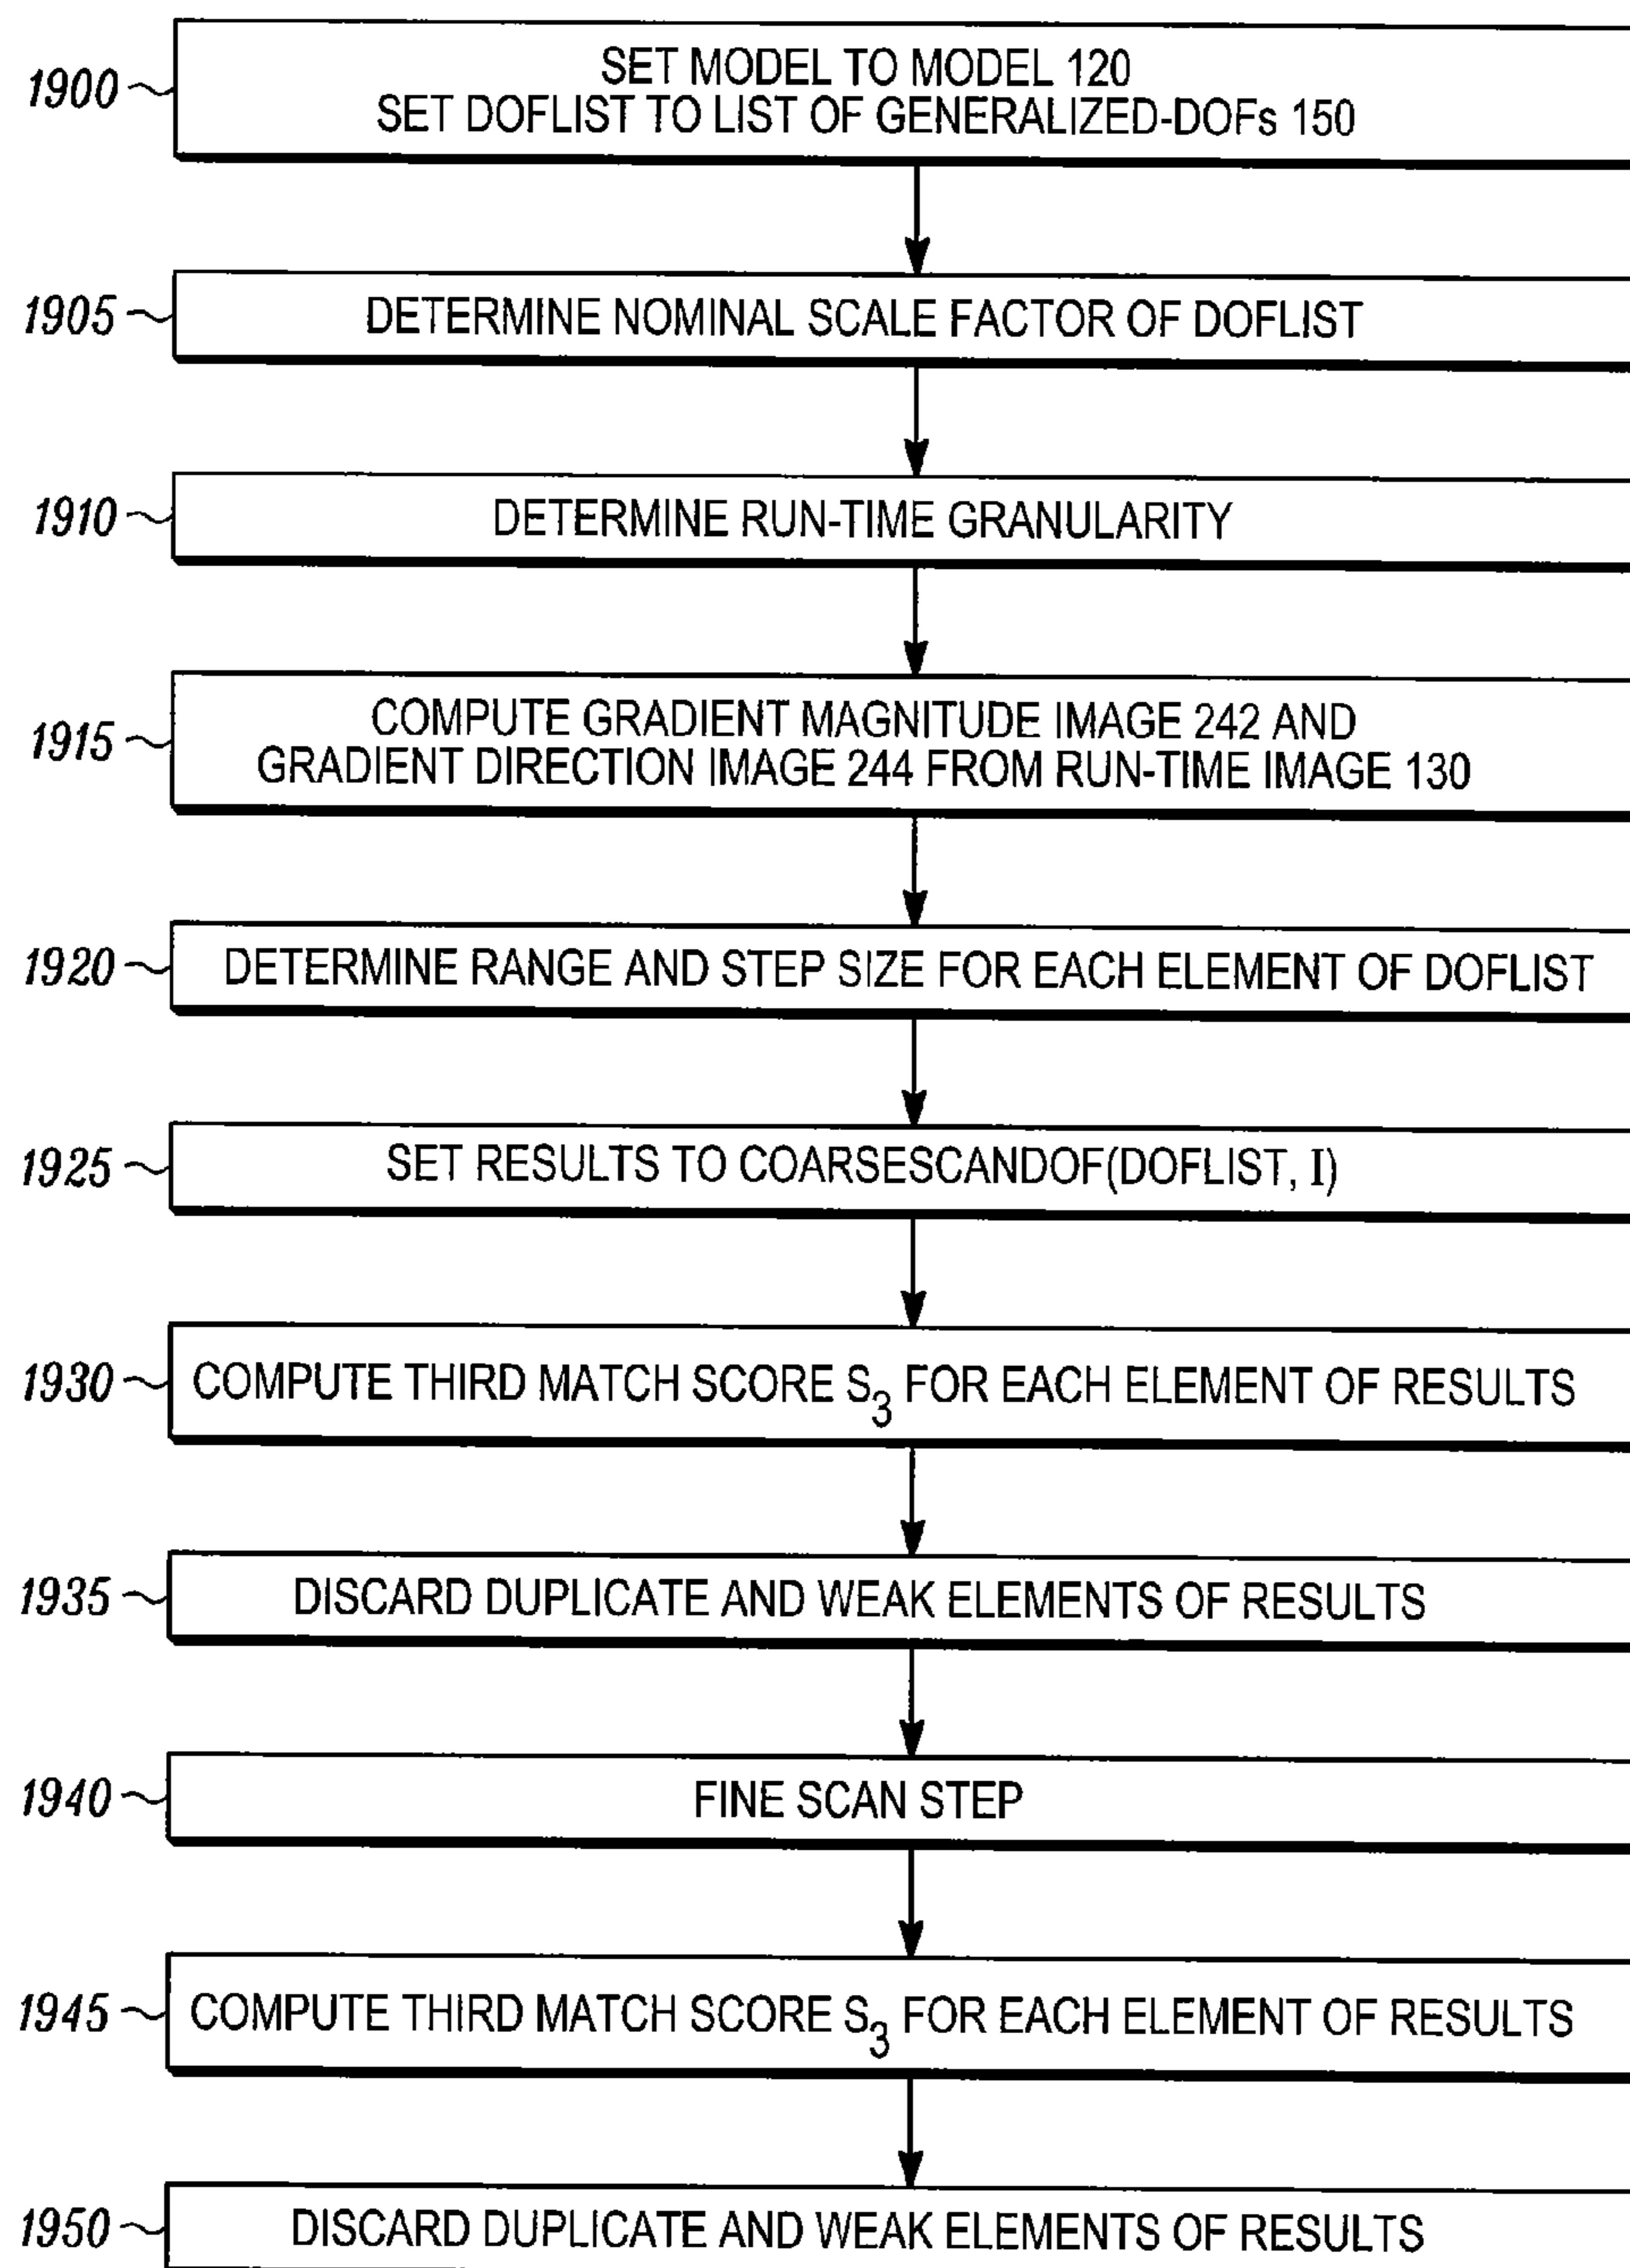 1900
SET MODEL TO MODEL 120
SET DOFLIST TO LIST OF GENERALIZED-DOFs 150
1905
DETERMINE NOMINAL SCALE FACTOR OF DOFLIST
1910
DETERMINE RUN-TIME GRANULARITY
1915
COMPUTE GRADIENT MAGNITUDE IMAGE 242 AND
GRADIENT DIRECTION IMAGE 244 FROM RUN-TIME IMAGE 130
1920
DETERMINE RANGE AND STEP SIZE FOR EACH ELEMENT OF DOFLIST
1925
SET RESULTS TO COARSESCANDOF(DOFLIST, I)
1930
COMPUTE THIRD MATCH SCORE S3 FOR EACH ELEMENT OF RESULTS
1935
DISCARD DUPLICATE AND WEAK ELEMENTS OF RESULTS
1940
FINE SCAN STEP
1945
COMPUTE THIRD MATCH SCORE S3 FOR EACH ELEMENT OF RESULTS
1950
DISCARD DUPLICATE AND WEAK ELEMENTS OF RESULTS